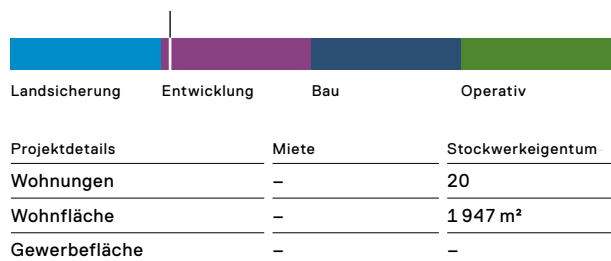 Landsicherung Entwicklung Bau Operativ
Projektdetails Miete Stockwerkeigentum
Wohnungen – 20
Wohnfläche – 1 947 m²
Gewerbefläche – –